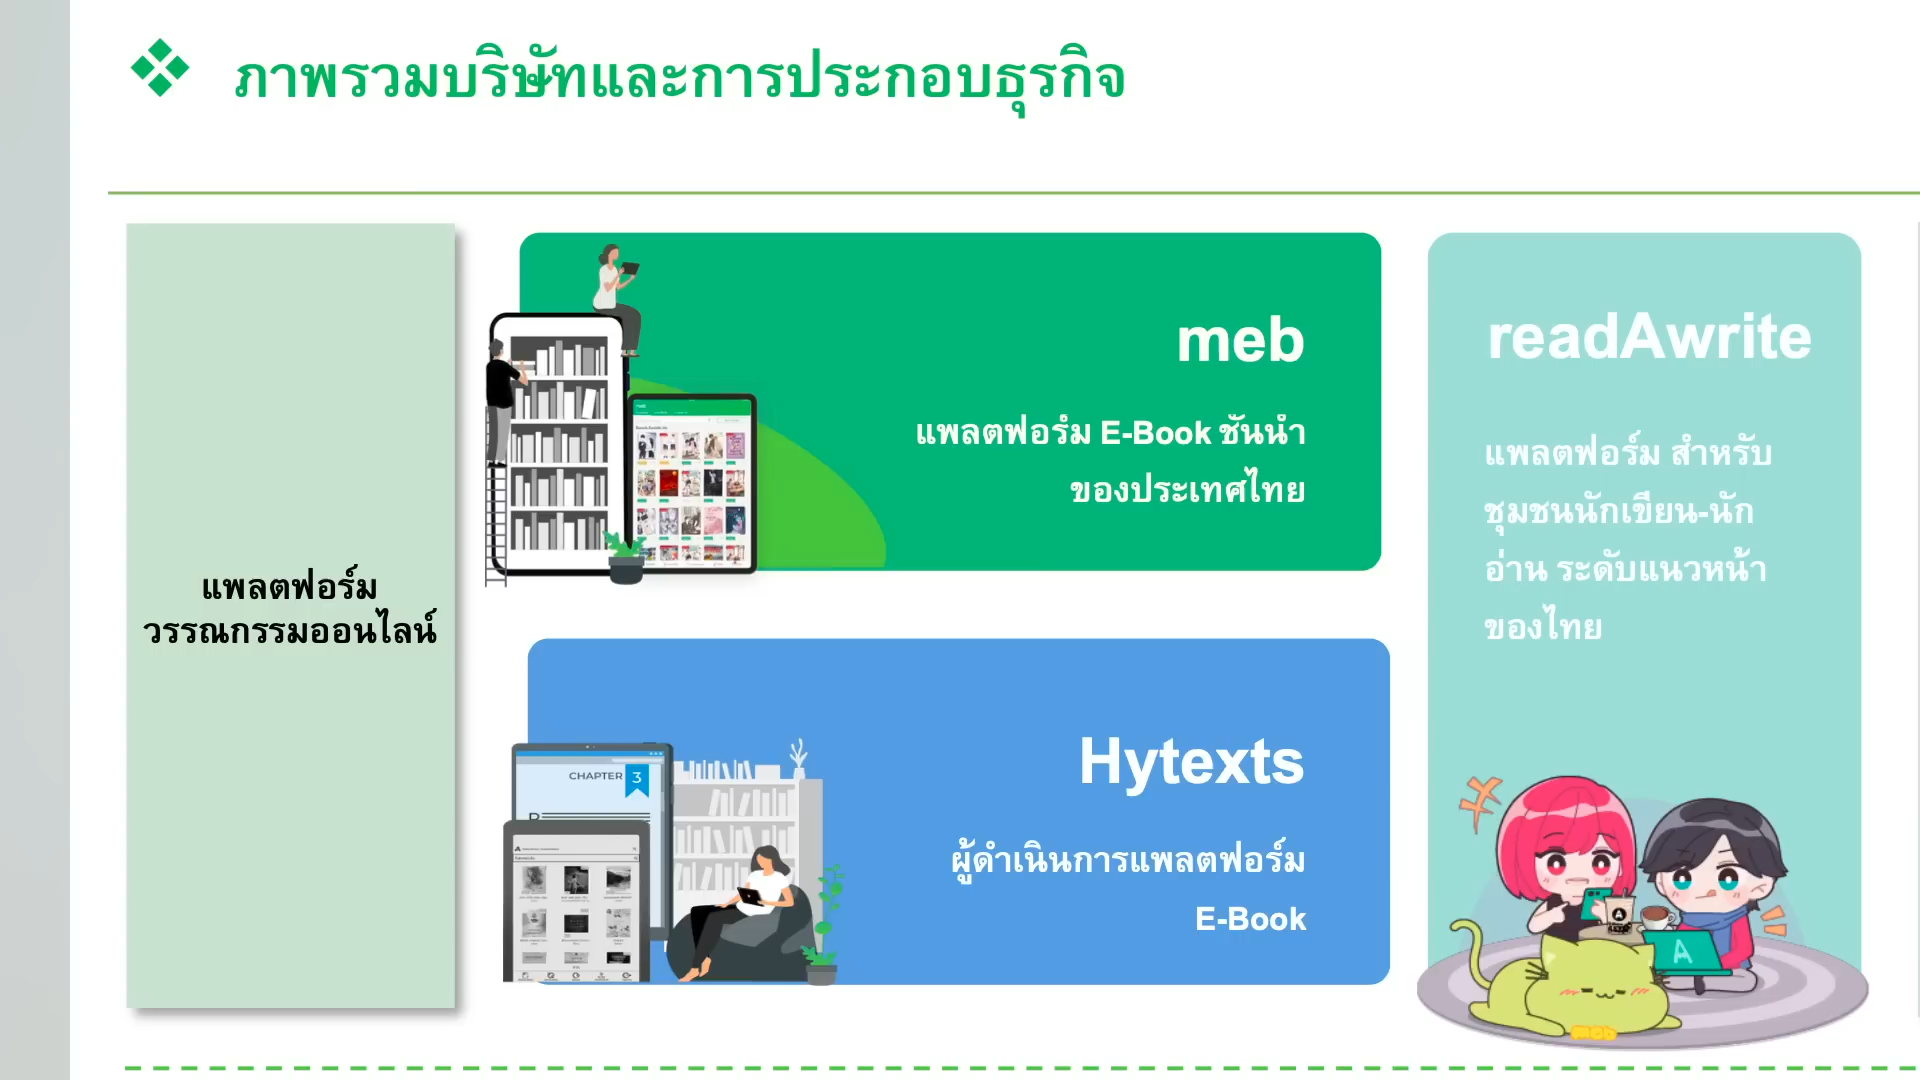 ภาพรวมบริษัทและการประกอบธุรกิจ
แพลตฟอร์ม
วรรณกรรมออนไลน์
meb
แพลตฟอร์ม E-Book ชั้นนำ
ของประเทศไทย
Hytexts
ผู้ดำเนินการแพลตฟอร์ม
E-Book
CHAPTER 3
readAwrite
แพลตฟอร์ม สำหรับ
ชุมชนนักเขียน-นัก
อ่าน ระดับแนวหน้า
ของไทย
A
A
meb